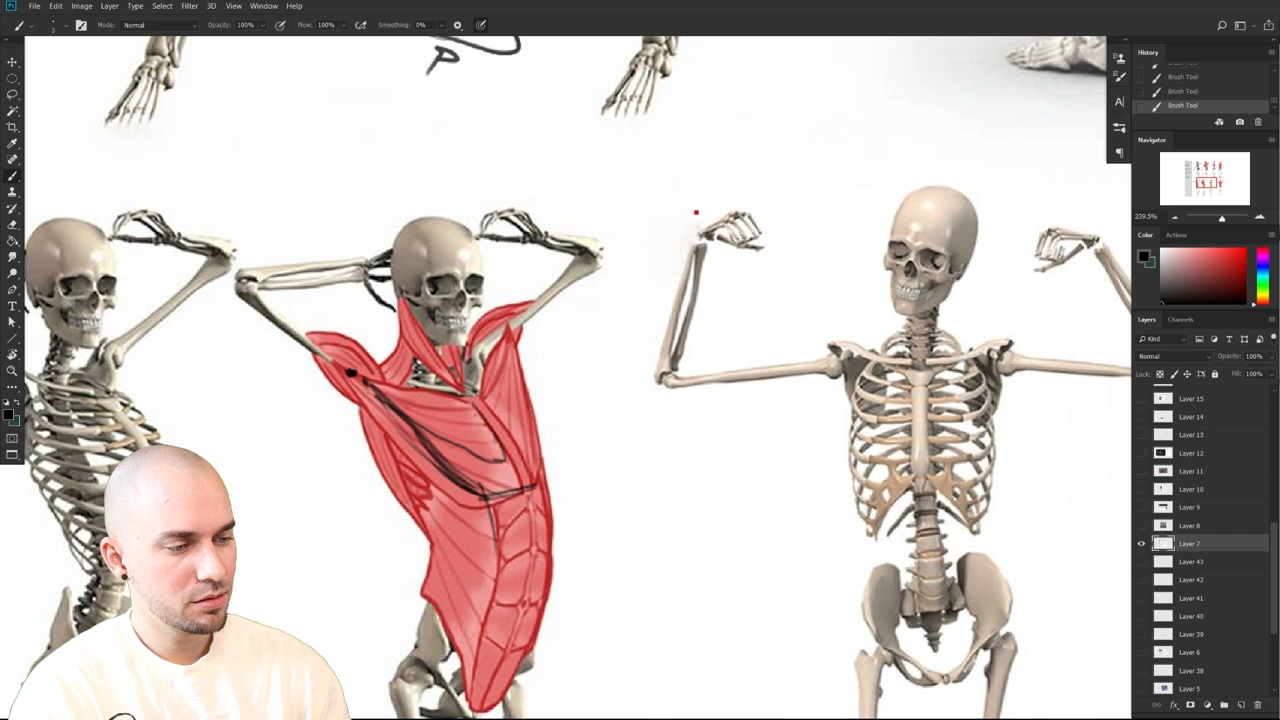 Ps File Edit Image Layer Type Select Filter 3D View Window Help
3 Mode: Normal Opacity: 100% Flow: 100% Smoothing: 0%
P
History
Brush Tool
Brush Tool
Brush Tool
Navigator
239.5%
Color Actions
Layers Channels
Kind
Normal Opacity: 100%
Lock: Fill: 100%
Layer 15
Layer 14
Layer 13
Layer 12
Layer 11
Layer 10
Layer 9
Layer 8
Layer 7
Layer 43
Layer 42
Layer 41
Layer 40
Layer 39
Layer 6
Layer 38
Layer 5